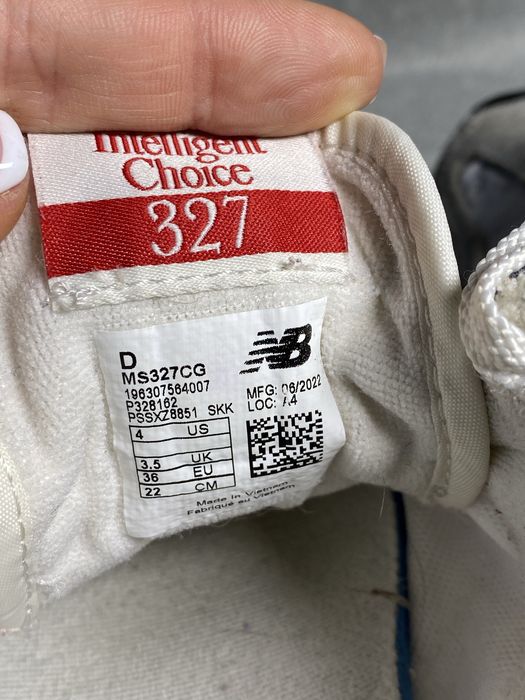 Intelligent
Choice
327
D
MS327CG
196307564007
P328162
PSSXZ8851 SKK
NB
MFG: 06/2022
LOC: A4
4 US
3.5 UK
36 EU
22 CM
Made in Vietnam
Fabriqué au Vietnam